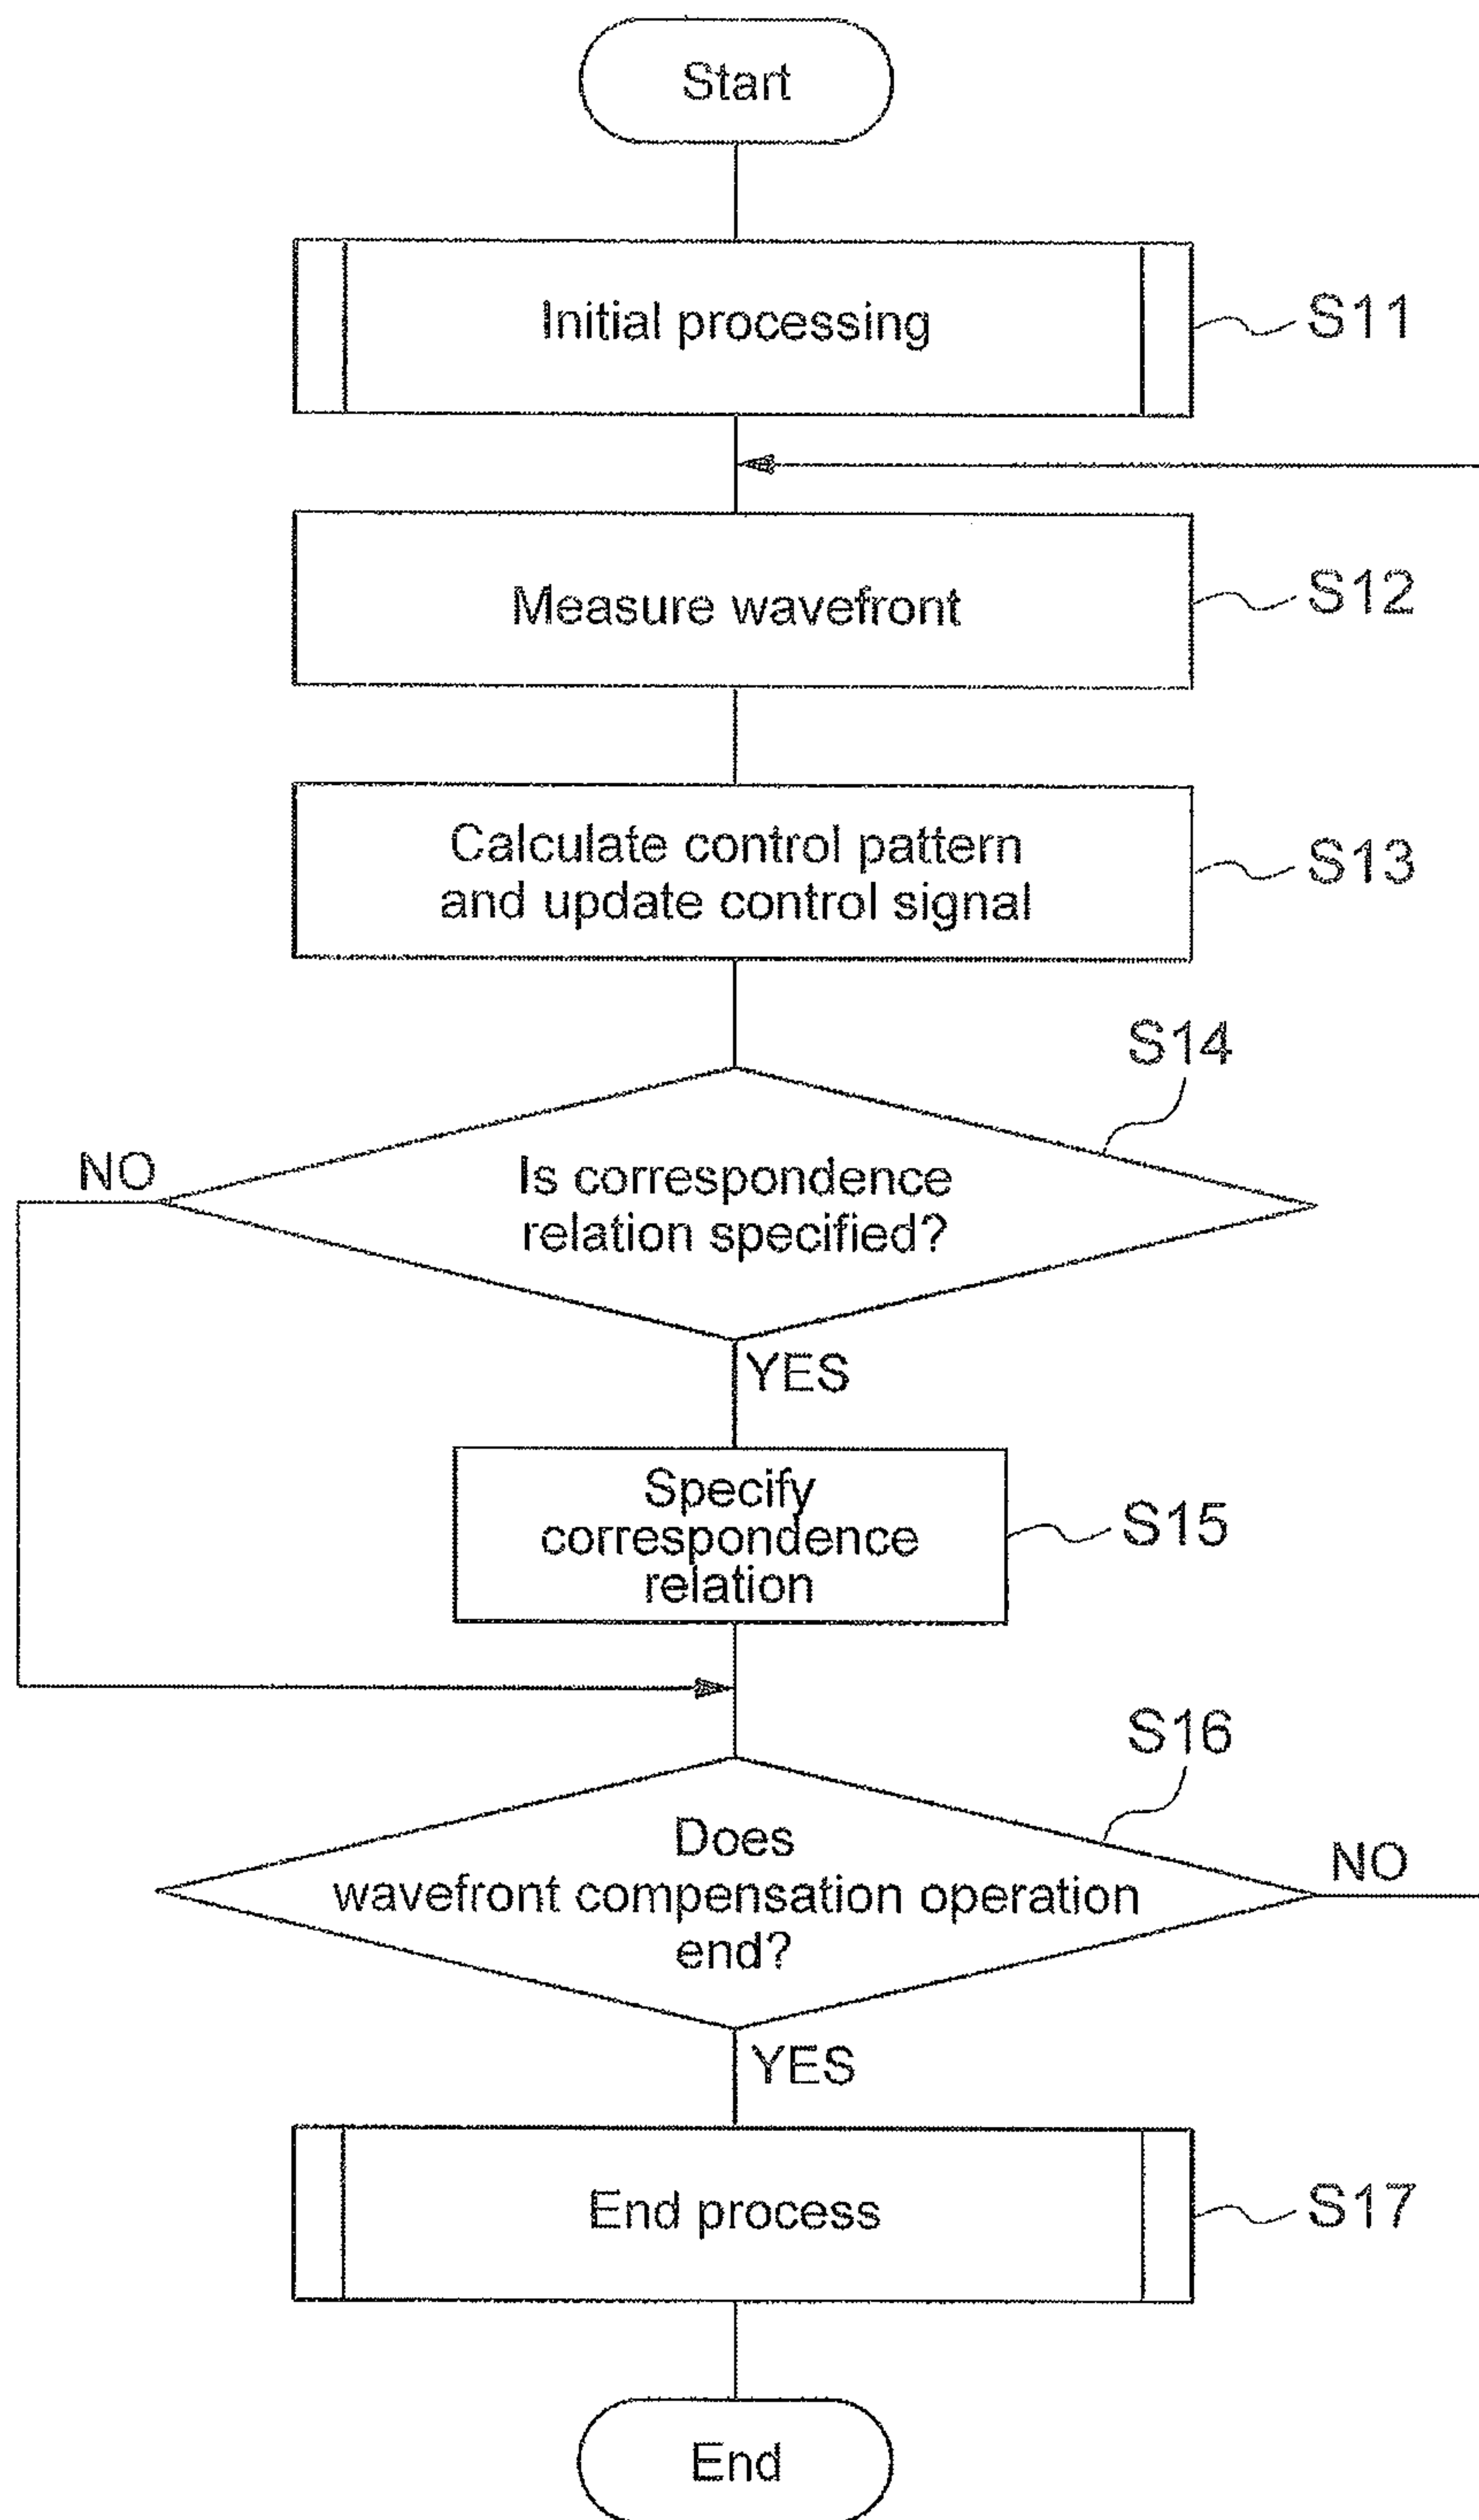 Start
Initial processing
S11
Measure wavefront
S12
Calculate control pattern
and update control signal
S13
S14
NO
Is correspondence
relation specified?
YES
Specify
correspondence
relation
S15
S16
Does
wavefront compensation operation
end?
NO
YES
End process
S17
End